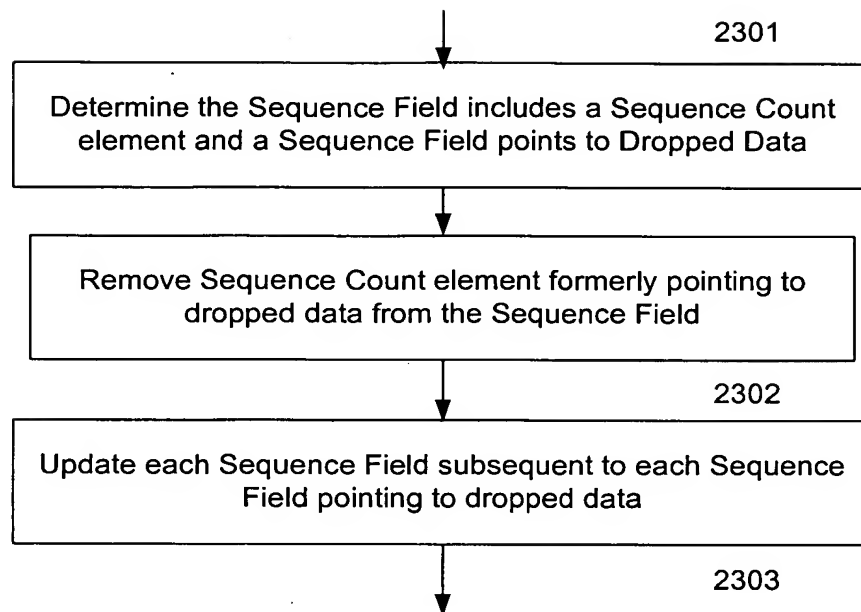 2301
Determine the Sequence Field includes a Sequence Count
element and a Sequence Field points to Dropped Data
Remove Sequence Count element formerly pointing to
dropped data from the Sequence Field
2302
Update each Sequence Field subsequent to each Sequence
Field pointing to dropped data
2303